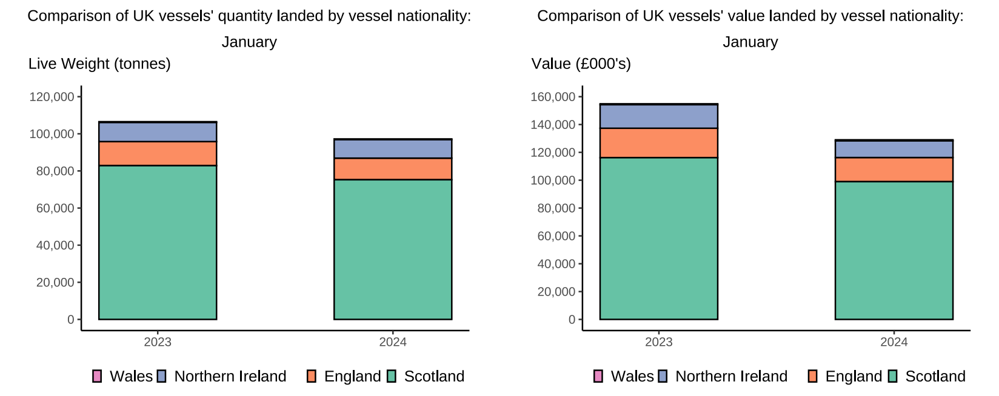 Comparison of UK vessels' quantity landed by vessel nationality:
January
Live Weight (tonnes)
120,000
100,000
80,000
60,000
40,000
20,000
0
2023
2024
Wales
Northern Ireland
England
Scotland
Comparison of UK vessels' value landed by vessel nationality:
January
Value (£000's)
160,000
140,000
120,000
100,000
80,000
60,000
40,000
20,000
0
2023
2024
Wales
Northern Ireland
England
Scotland